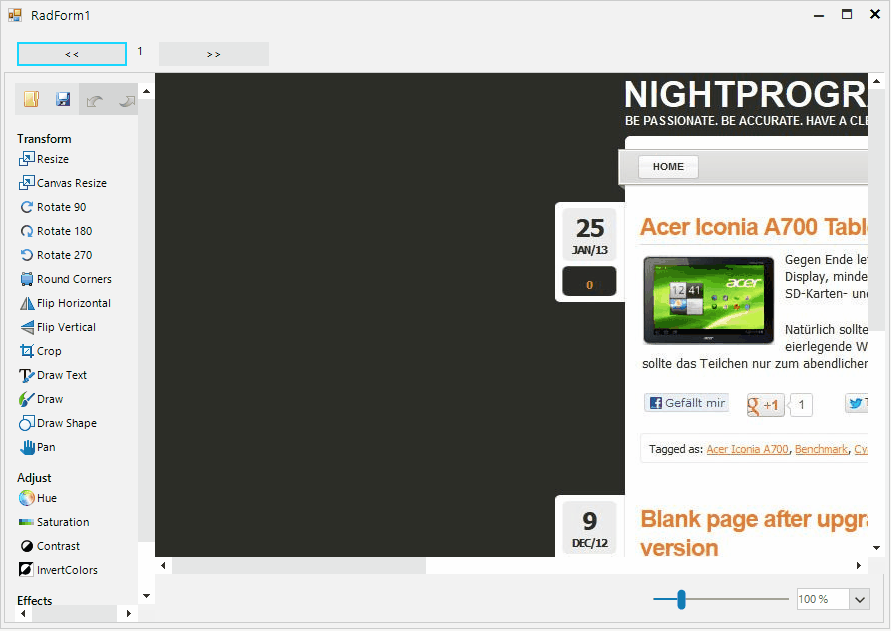 RadForm1
<< 1 >>
Transform
Resize
Canvas Resize
Rotate 90
Rotate 180
Rotate 270
Round Corners
Flip Horizontal
Flip Vertical
Crop
Draw Text
Draw
Draw Shape
Pan
Adjust
Hue
Saturation
Contrast
InvertColors
Effects
NIGHTPROGR
BE PASSIONATE. BE ACCURATE. HAVE A CLE
HOME
25
JAN/13
0
Acer Iconia A700 Tabl
12 41
acer
Gegen Ende le
Display, minde
SD-Karten- un
Natürlich sollte
eierlegende W
sollte das Teilchen nur zum abendlichen
Gefällt mir
g +1 1
Tagged as: Acer Iconia A700, Benchmark, Cy
9
DEC/12
Blank page after upgra
version
100 %